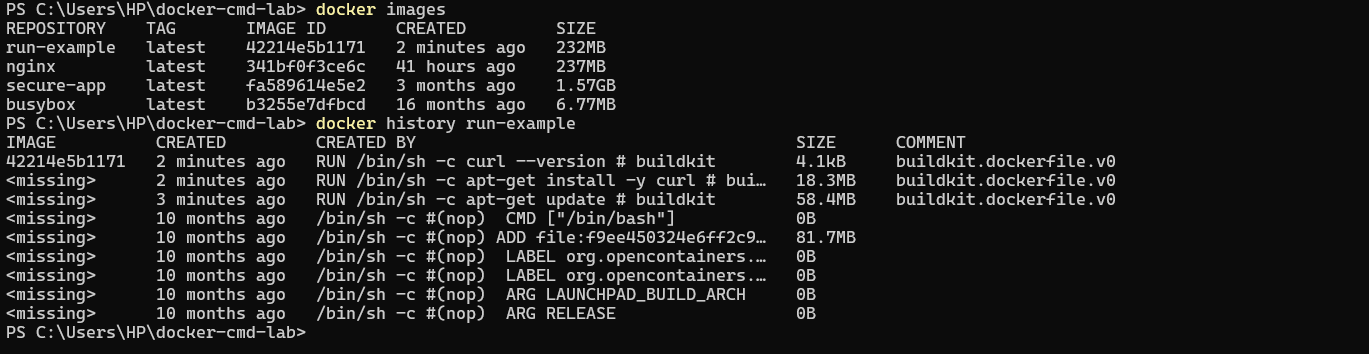 PS C:\Users\HP\docker-cmd-lab> docker images
REPOSITORY    TAG       IMAGE ID       CREATED         SIZE
run-example   latest    42214e5b1171   2 minutes ago   232MB
nginx         latest    341bf0f3ce6c   41 hours ago    237MB
secure-app    latest    fa589614e5e2   3 months ago    1.57GB
busybox       latest    b3255e7dfbcd   16 months ago   6.77MB
PS C:\Users\HP\docker-cmd-lab> docker history run-example
IMAGE          CREATED         CREATED BY                                      SIZE      COMMENT
42214e5b1171   2 minutes ago   RUN /bin/sh -c curl --version # buildkit        4.1kB     buildkit.dockerfile.v0
<missing>      2 minutes ago   RUN /bin/sh -c apt-get install -y curl # bui…   18.3MB    buildkit.dockerfile.v0
<missing>      3 minutes ago   RUN /bin/sh -c apt-get update # buildkit        58.4MB    buildkit.dockerfile.v0
<missing>      10 months ago   /bin/sh -c #(nop)  CMD ["/bin/bash"]            0B
<missing>      10 months ago   /bin/sh -c #(nop) ADD file:f9ee450324e6ff2c9…   81.7MB
<missing>      10 months ago   /bin/sh -c #(nop)  LABEL org.opencontainers.…   0B
<missing>      10 months ago   /bin/sh -c #(nop)  LABEL org.opencontainers.…   0B
<missing>      10 months ago   /bin/sh -c #(nop)  ARG LAUNCHPAD_BUILD_ARCH     0B
<missing>      10 months ago   /bin/sh -c #(nop)  ARG RELEASE                  0B
PS C:\Users\HP\docker-cmd-lab>